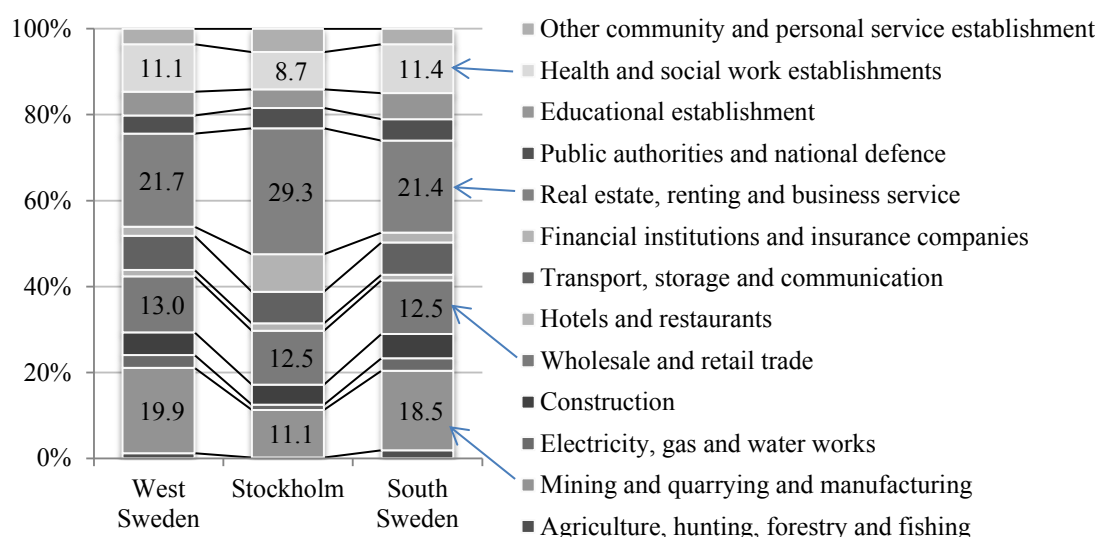 100%
80%
60%
40%
20%
0%
11.1
21.7
13.0
19.9
8.7
29.3
12.5
11.1
11.4
21.4
12.5
18.5
West
Sweden
Stockholm
South
Sweden
Other community and personal service establishment
Health and social work establishments
Educational establishment
Public authorities and national defence
Real estate, renting and business service
Financial institutions and insurance companies
Transport, storage and communication
Hotels and restaurants
Wholesale and retail trade
Construction
Electricity, gas and water works
Mining and quarrying and manufacturing
Agriculture, hunting, forestry and fishing